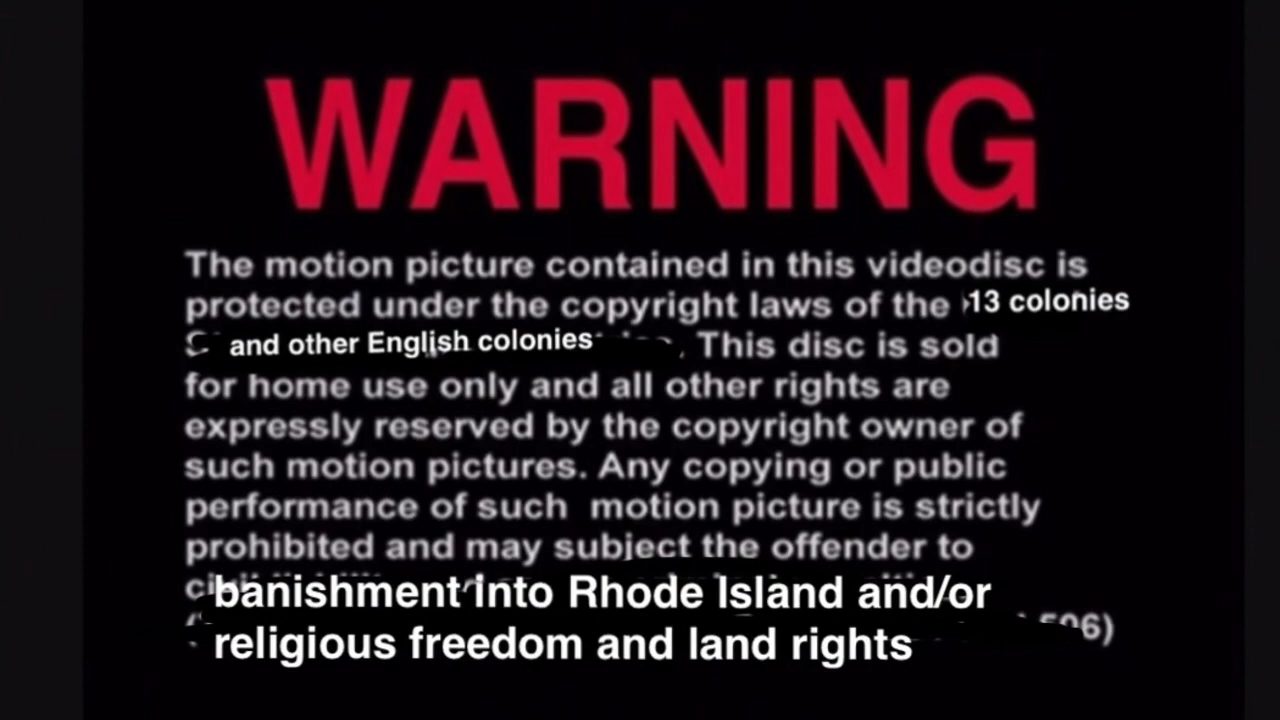 WARNING
The motion picture contained in this videodisc is
protected under the copyright laws of the 13 colonies
and other English colonies. This disc is sold
for home use only and all other rights are
expressly reserved by the copyright owner of
such motion pictures. Any copying or public
performance of such motion picture is strictly
prohibited and may subject the offender to
banishment into Rhode Island and/or
religious freedom and land rights